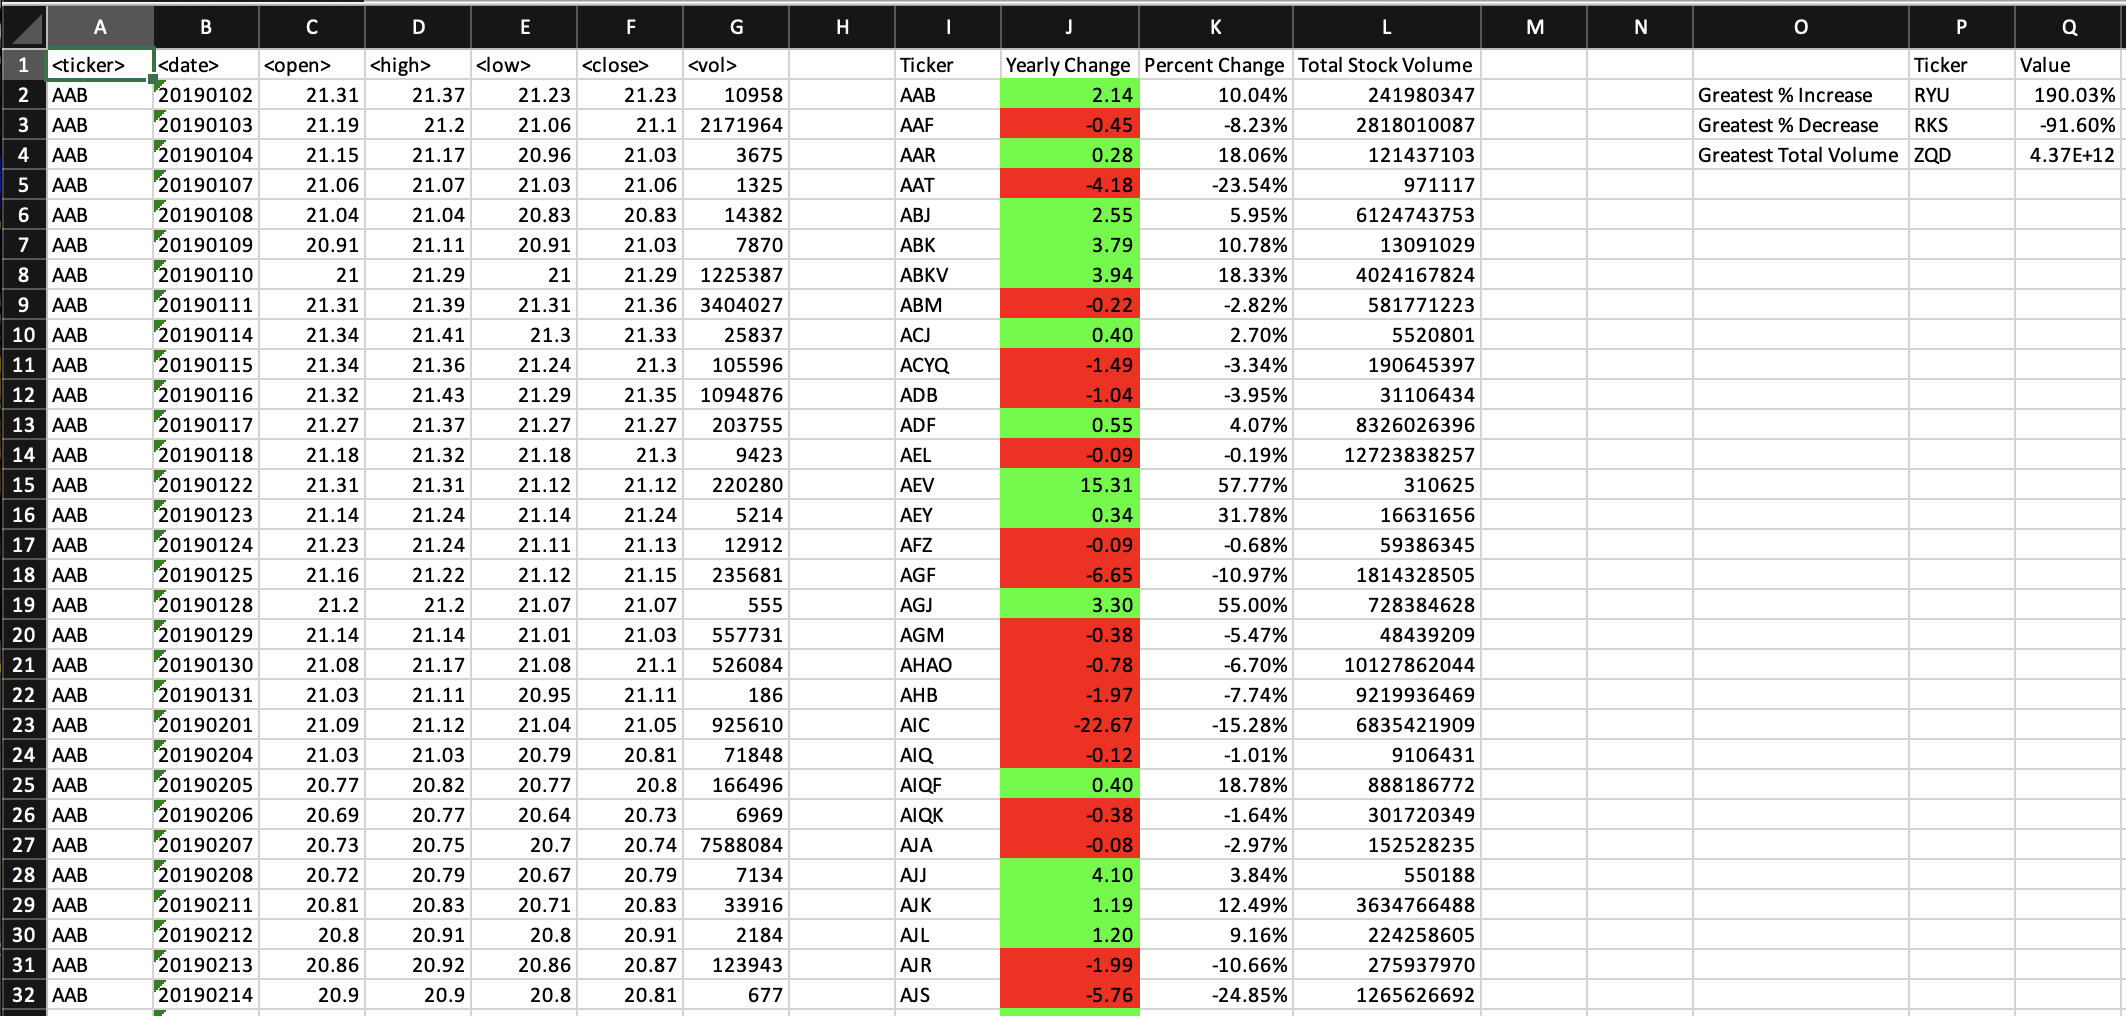 A B C D E F G H I J K L M N O P Q
1 <ticker> <date> <open> <high> <low> <close> <vol> Ticker Yearly Change Percent Change Total Stock Volume Ticker Value
2 AAB 20190102 21.31 21.37 21.23 21.23 10958 AAB 2.14 10.04% 241980347 Greatest % Increase RYU 190.03%
3 AAB 20190103 21.19 21.2 21.06 21.1 2171964 AAF -0.45 -8.23% 2818010087 Greatest % Decrease RKS -91.60%
4 AAB 20190104 21.15 21.17 20.96 21.03 3675 AAR 0.28 18.06% 121437103 Greatest Total Volume ZQD 4.37E+12
5 AAB 20190107 21.06 21.07 21.03 21.06 1325 AAT -4.18 -23.54% 971117
6 AAB 20190108 21.04 21.04 20.83 20.83 14382 ABJ 2.55 5.95% 6124743753
7 AAB 20190109 20.91 21.11 20.91 21.03 7870 ABK 3.79 10.78% 13091029
8 AAB 20190110 21 21.29 21 21.29 1225387 ABKV 3.94 18.33% 4024167824
9 AAB 20190111 21.31 21.39 21.31 21.36 3404027 ABM -0.22 -2.82% 581771223
10 AAB 20190114 21.34 21.41 21.3 21.33 25837 ACJ 0.40 2.70% 5520801
11 AAB 20190115 21.34 21.36 21.24 21.3 105596 ACYQ -1.49 -3.34% 190645397
12 AAB 20190116 21.32 21.43 21.29 21.35 1094876 ADB -1.04 -3.95% 31106434
13 AAB 20190117 21.27 21.37 21.27 21.27 203755 ADF 0.55 4.07% 8326026396
14 AAB 20190118 21.18 21.32 21.18 21.3 9423 AEL -0.09 -0.19% 12723838257
15 AAB 20190122 21.31 21.31 21.12 21.12 220280 AEV 15.31 57.77% 310625
16 AAB 20190123 21.14 21.24 21.14 21.24 5214 AEY 0.34 31.78% 16631656
17 AAB 20190124 21.23 21.24 21.11 21.13 12912 AFZ -0.09 -0.68% 59386345
18 AAB 20190125 21.16 21.22 21.12 21.15 235681 AGF -6.65 -10.97% 1814328505
19 AAB 20190128 21.2 21.2 21.07 21.07 555 AGJ 3.30 55.00% 728384628
20 AAB 20190129 21.14 21.14 21.01 21.03 557731 AGM -0.38 -5.47% 48439209
21 AAB 20190130 21.08 21.17 21.08 21.1 526084 AHAO -0.78 -6.70% 10127862044
22 AAB 20190131 21.03 21.11 20.95 21.11 186 AHB -1.97 -7.74% 9219936469
23 AAB 20190201 21.09 21.12 21.04 21.05 925610 AIC -22.67 -15.28% 6835421909
24 AAB 20190204 21.03 21.03 20.79 20.81 71848 AIQ -0.12 -1.01% 9106431
25 AAB 20190205 20.77 20.82 20.77 20.8 166496 AIQF 0.40 18.78% 888186772
26 AAB 20190206 20.69 20.77 20.64 20.73 6969 AIQK -0.38 -1.64% 301720349
27 AAB 20190207 20.73 20.75 20.7 20.74 7588084 AJA -0.08 -2.97% 152528235
28 AAB 20190208 20.72 20.79 20.67 20.79 7134 AJJ 4.10 3.84% 550188
29 AAB 20190211 20.81 20.83 20.71 20.83 33916 AJK 1.19 12.49% 3634766488
30 AAB 20190212 20.8 20.91 20.8 20.91 2184 AJL 1.20 9.16% 224258605
31 AAB 20190213 20.86 20.92 20.86 20.87 123943 AJR -1.99 -10.66% 275937970
32 AAB 20190214 20.9 20.9 20.8 20.81 677 AJS -5.76 -24.85% 1265626692